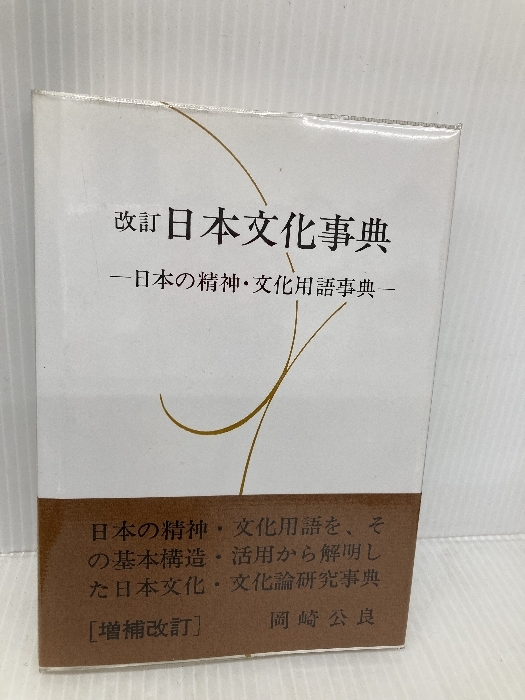 改訂 日本文化事典
―日本の精神・文化用語事典―
日本の精神・文化用語を、そ
の基本構造・活用から解明し
た日本文化・文化論研究事典
[増補改訂] 岡崎公良